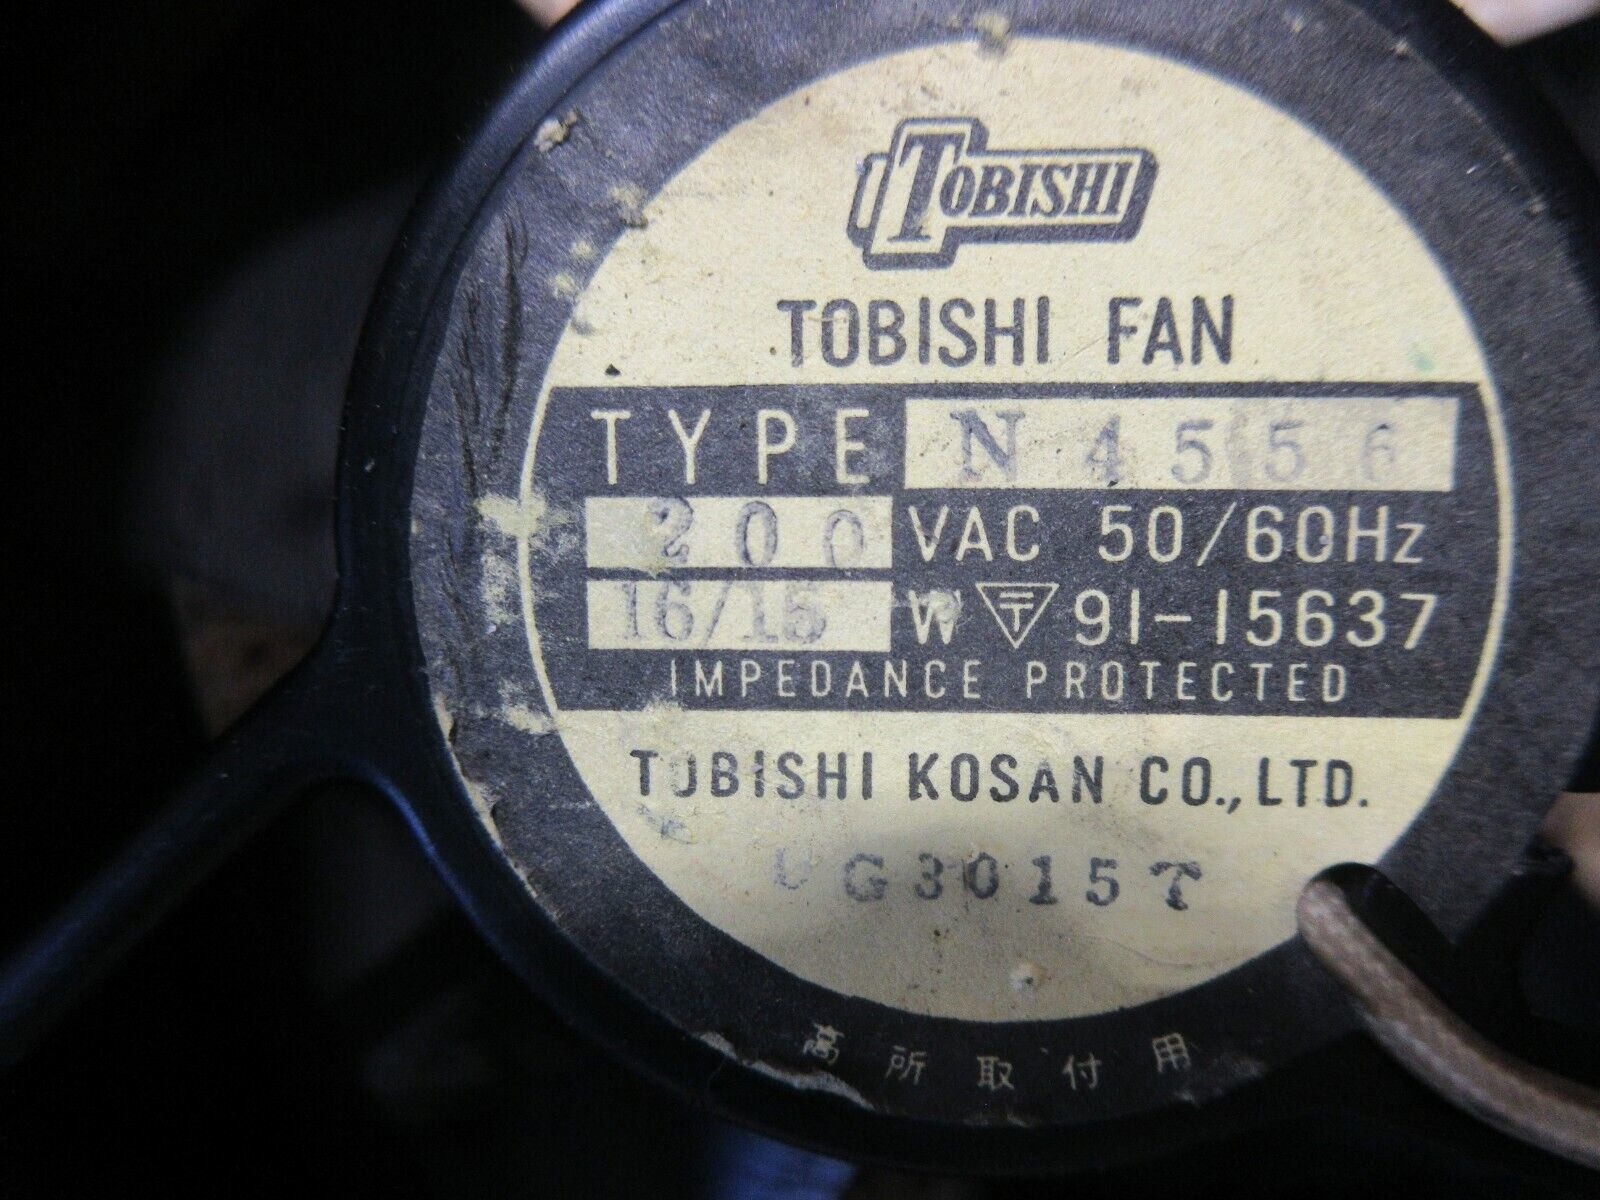 TOBISHI
TOBISHI FAN
TYPE N4556
200 VAC 50/60Hz
16/15 W 〒 91-15637
IMPEDANCE PROTECTED
TOBISHI KOSAN CO., LTD.
UG3015T
高所取付用